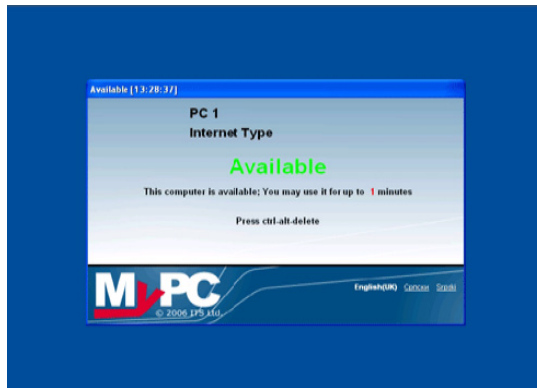 Available [13:28:37]
PC 1
Internet Type
Available
This computer is available; You may use it for up to 1 minutes
Press ctrl-alt-delete
MyPC
English(UK) Српски Srpski
© 2006 ITS Ltd.